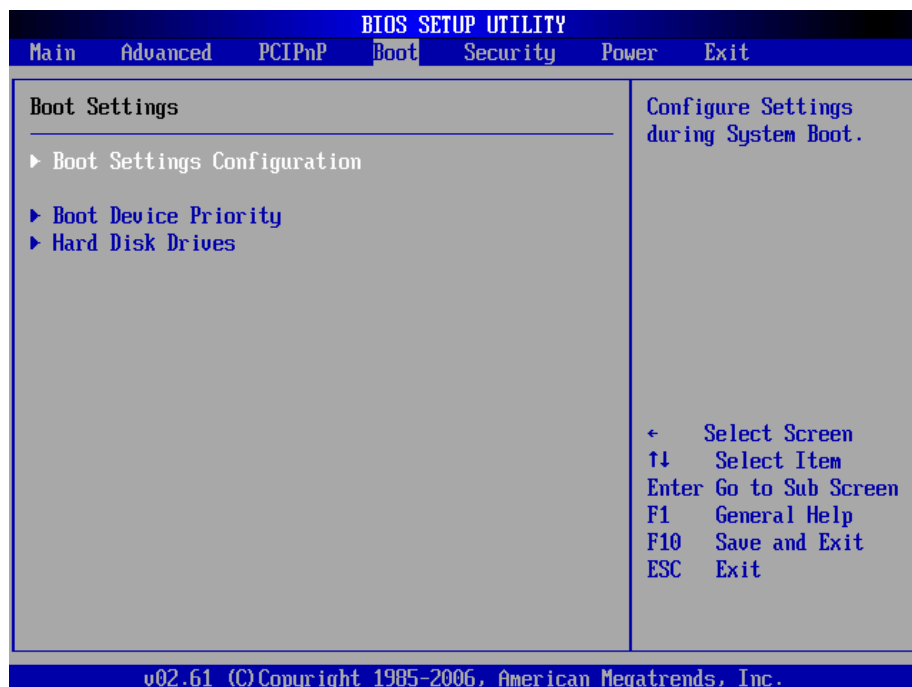 BIOS SETUP UTILITY
Main Advanced PCIPnP Boot Security Power Exit
Boot Settings
Boot Settings Configuration
Boot Device Priority
Hard Disk Drives
Configure Settings
during System Boot.
← Select Screen
↑↓ Select Item
Enter Go to Sub Screen
F1 General Help
F10 Save and Exit
ESC Exit
v02.61 (C)Copyright 1985-2006, American Megatrends, Inc.